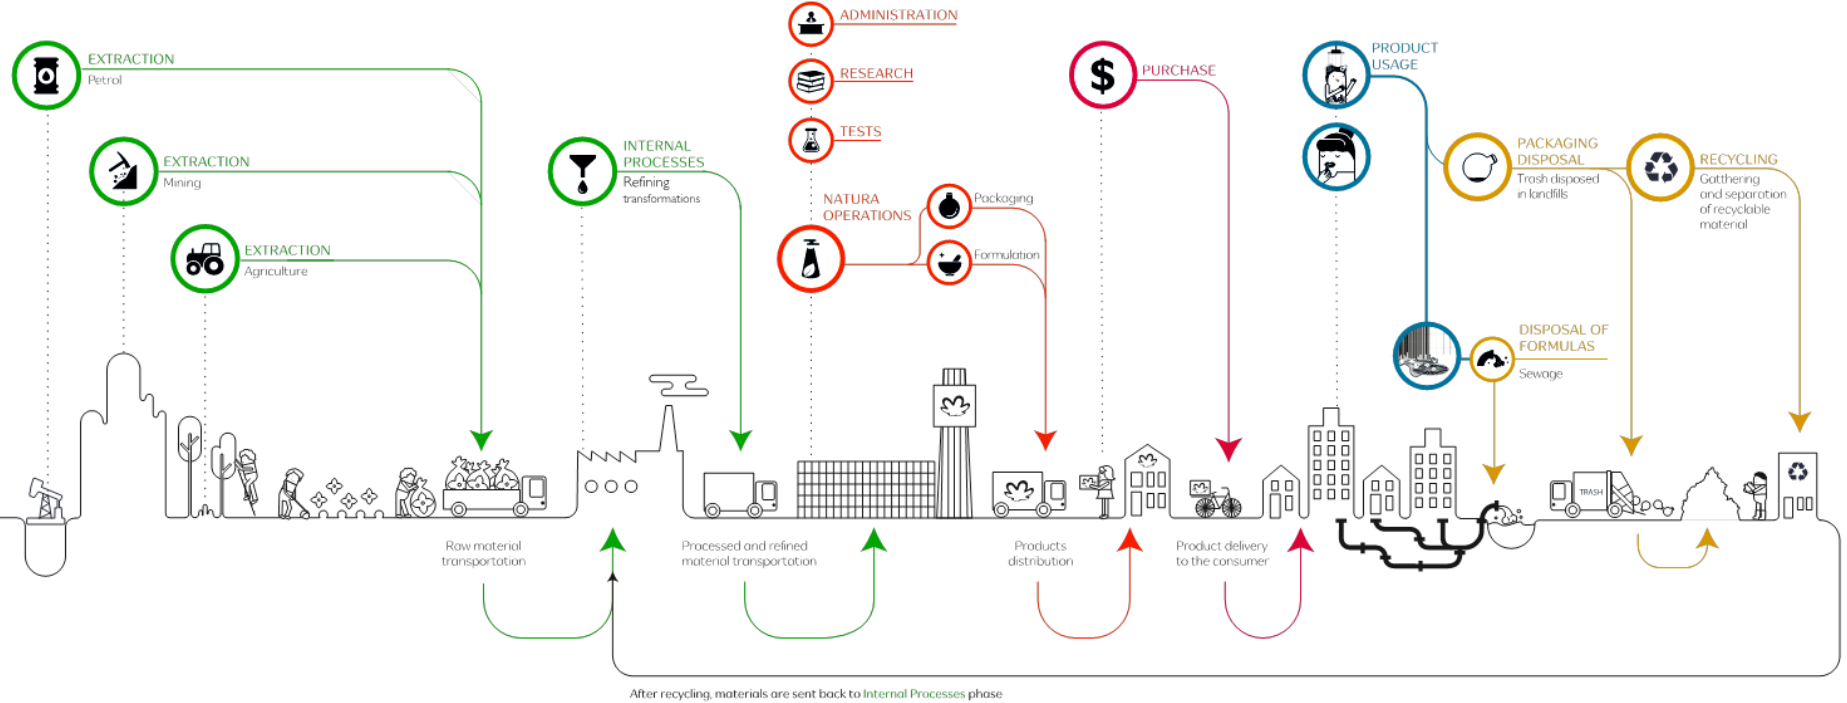 EXTRACTION
Petrol
EXTRACTION
Mining
EXTRACTION
Agriculture
INTERNAL
PROCESSES
Refining
transformations
ADMINISTRATION
RESEARCH
TESTS
NATURA
OPERATIONS
Packaging
Formulation
$
PURCHASE
PRODUCT
USAGE
PACKAGING
DISPOSAL
Trash disposed
in landfills
RECYCLING
Gatthering
and separation
of recyclable
material
DISPOSAL OF
FORMULAS
Sewage
TRASH
Raw material
transportation
Processed and refined
material transportation
Products
distribution
Product delivery
to the consumer
After recycling, materials are sent back to Internal Processes phase